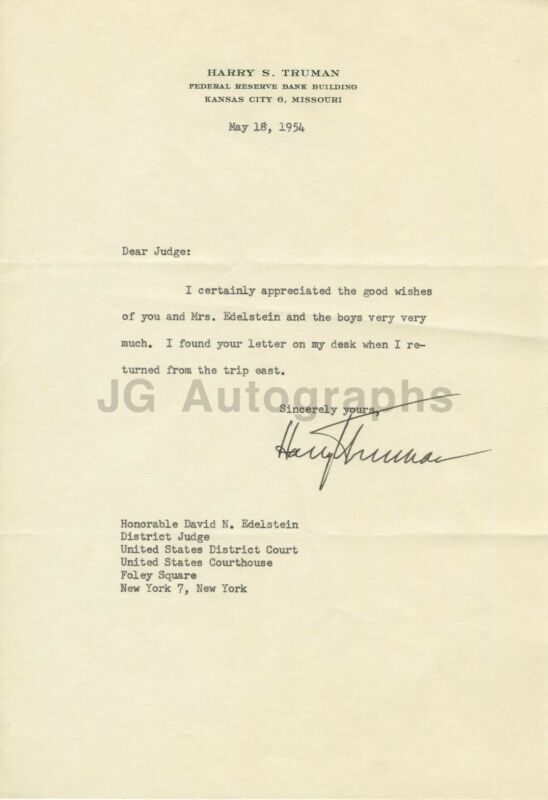 HARRY S. TRUMAN
FEDERAL RESERVE BANK BUILDING
KANSAS CITY 6, MISSOURI
May 18, 1954
Dear Judge:
I certainly appreciated the good wishes
of you and Mrs. Edelstein and the boys very very
much. I found your letter on my desk when I re-
turned from the trip east.
JG Autographs
Sincerely yours,
Harry Truman
Honorable David N. Edelstein
District Judge
United States District Court
United States Courthouse
Foley Square
New York 7, New York